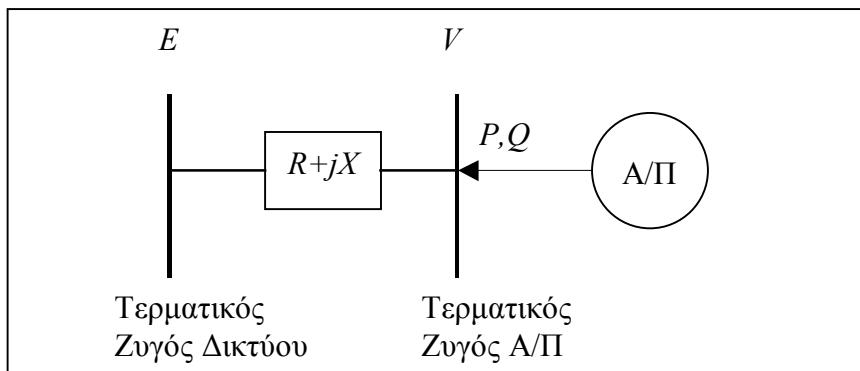 E
V
P,Q
R+jX
Α/Π
Τερματικός
Ζυγός Δικτύου
Τερματικός
Ζυγός Α/Π